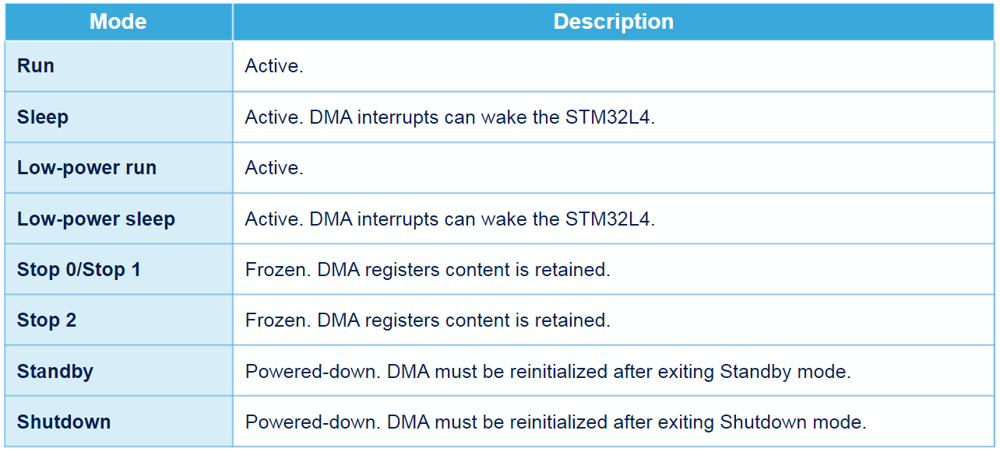 Mode Description
Run Active.
Sleep Active. DMA interrupts can wake the STM32L4.
Low-power run Active.
Low-power sleep Active. DMA interrupts can wake the STM32L4.
Stop 0/Stop 1 Frozen. DMA registers content is retained.
Stop 2 Frozen. DMA registers content is retained.
Standby Powered-down. DMA must be reinitialized after exiting Standby mode.
Shutdown Powered-down. DMA must be reinitialized after exiting Shutdown mode.